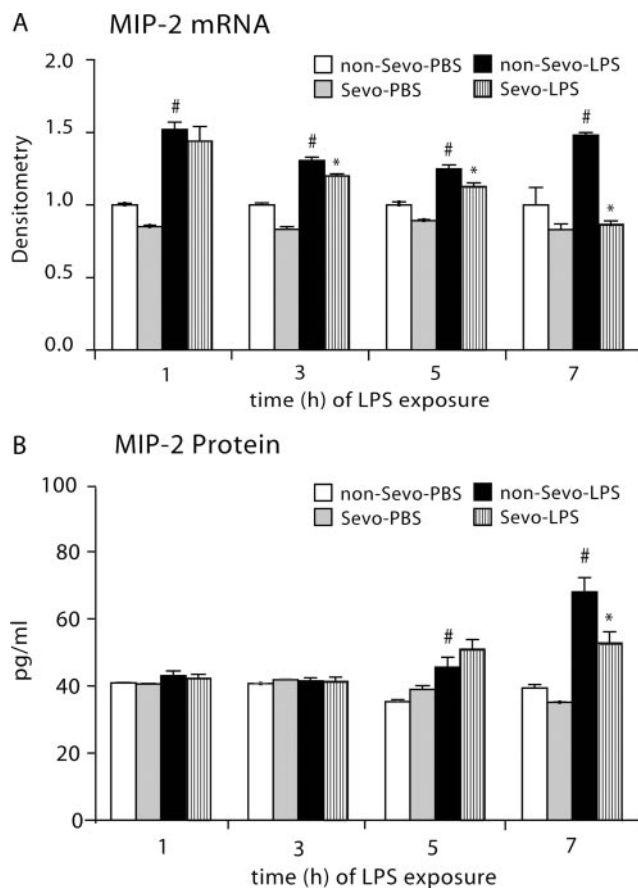 A MIP-2 mRNA
non-Sevo-PBS non-Sevo-LPS
Sevo-PBS Sevo-LPS
2.0
1.5
1.0
0.5
0.0
Densitometry
# # # #
* * *
1 3 5 7
time (h) of LPS exposure
B MIP-2 Protein
non-Sevo-PBS non-Sevo-LPS
Sevo-PBS Sevo-LPS
100
80
60
40
20
0
pg/ml
# #
*
1 3 5 7
time (h) of LPS exposure